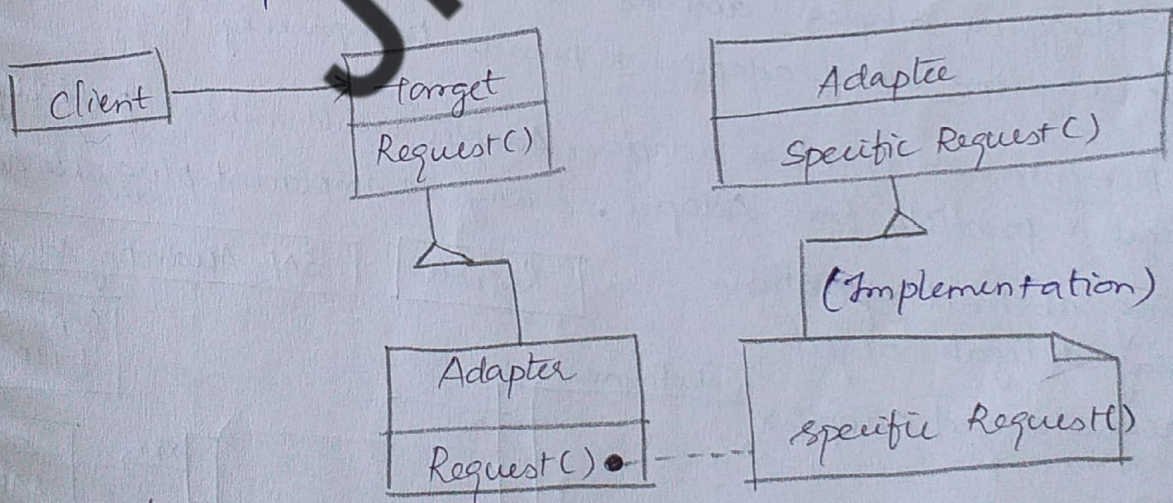 Client
target
Request()
Adaptee
Specific Request()
(Implementation)
Adapter
Request()
specific Request()